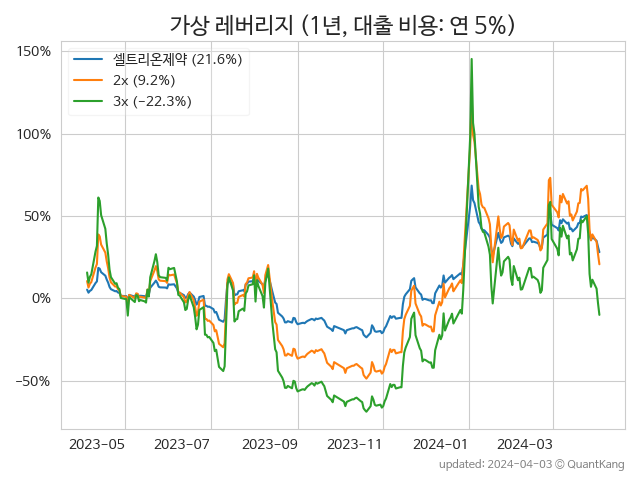 가상 레버리지 (1년, 대출 비용: 연 5%)
150%
100%
50%
0%
−50%
셀트리온제약 (21.6%)
2x (9.2%)
3x (−22.3%)
2023-05 2023-07 2023-09 2023-11 2024-01 2024-03
updated: 2024-04-03 © QuantKang